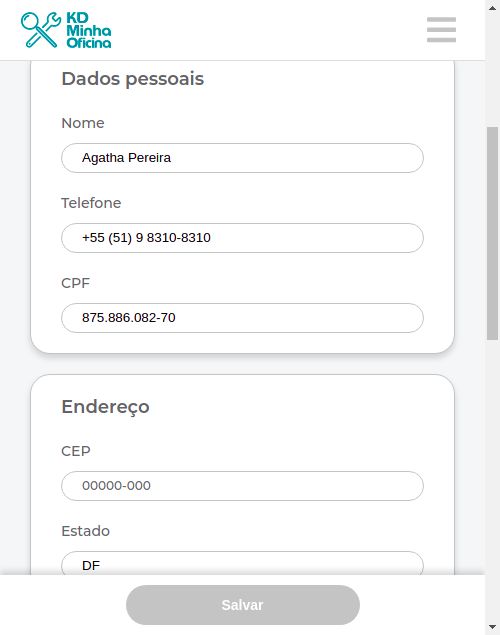 KD
Minha
Oficina
Dados pessoais
Nome
Agatha Pereira
Telefone
+55 (51) 9 8310-8310
CPF
875.886.082-70
Endereço
CEP
00000-000
Estado
DF
Salvar